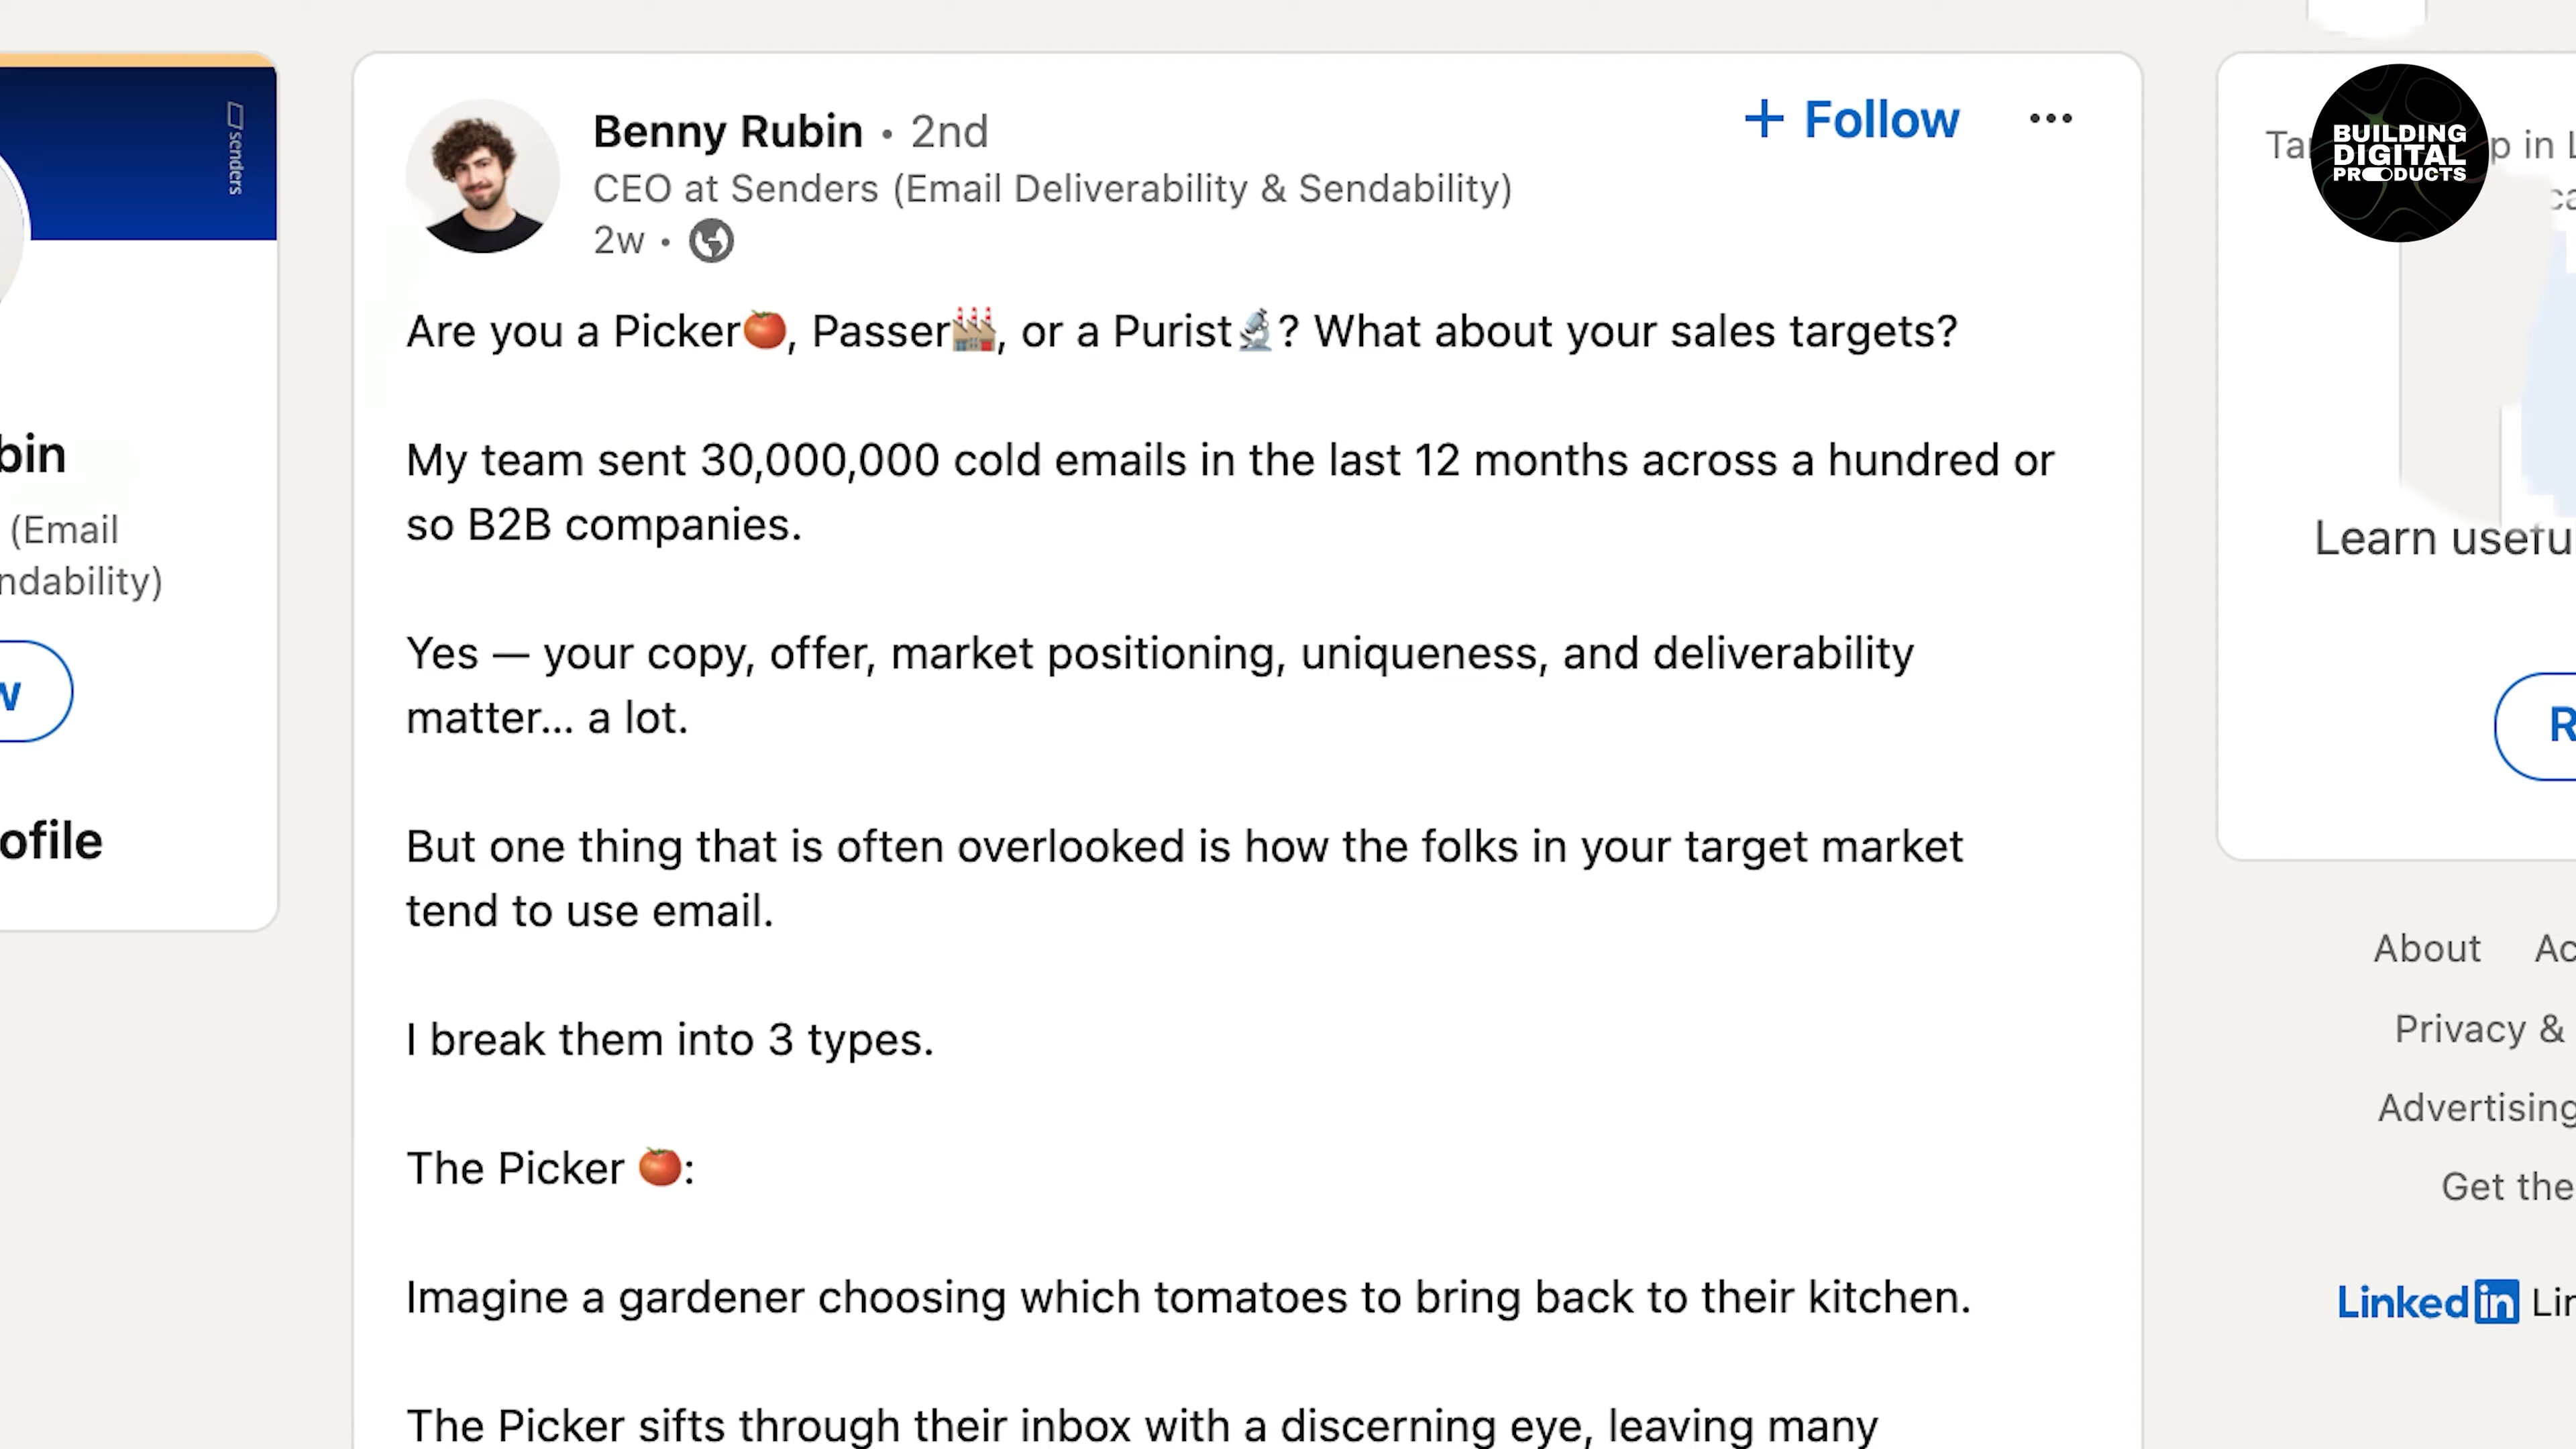 senders
bin
(Email
ndability)
w
ofile
Benny Rubin • 2nd
+ Follow
CEO at Senders (Email Deliverability & Sendability)
2w •
Are you a Picker🍅, Passer🏭, or a Purist🔬? What about your sales targets?
My team sent 30,000,000 cold emails in the last 12 months across a hundred or
so B2B companies.
Yes — your copy, offer, market positioning, uniqueness, and deliverability
matter... a lot.
But one thing that is often overlooked is how the folks in your target market
tend to use email.
I break them into 3 types.
The Picker 🍅:
Imagine a gardener choosing which tomatoes to bring back to their kitchen.
The Picker sifts through their inbox with a discerning eye, leaving many
BUILDING
DIGITAL
PRODUCTS
Ta
p in L
ca
Learn usefu
R
About Ac
Privacy &
Advertising
Get the
LinkedIn Lin